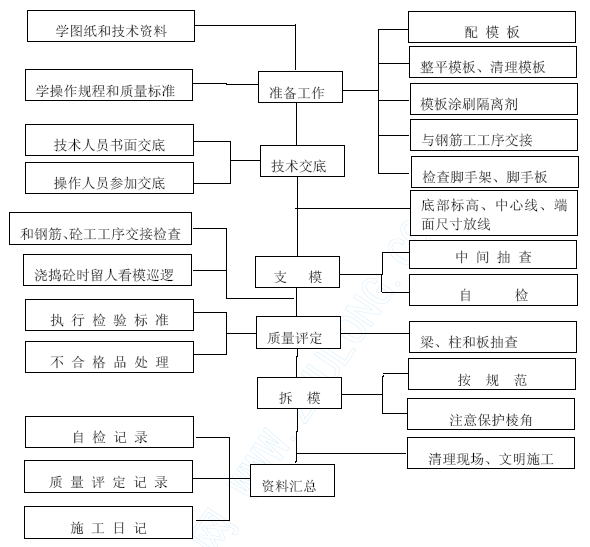 学图纸和技术资料
配 模 板
整平模板、清理模板
学操作规程和质量标准
准备工作
模板涂刷隔离剂
与钢筋工工序交接
技术人员书面交底
技术交底
检查脚手架、脚手板
操作人员参加交底
底部标高、中心线、端
面尺寸放线
和钢筋、砼工工序交接检查
中 间 抽 查
浇捣砼时留人看模巡逻
支 模
自 检
执 行 检 验 标 准
质量评定
梁、柱和板抽查
不 合 格 品 处 理
按 规 范
拆 模
注意保护棱角
自 检 记 录
清理现场、文明施工
质 量 评 定 记 录
资料汇总
施 工 日 记